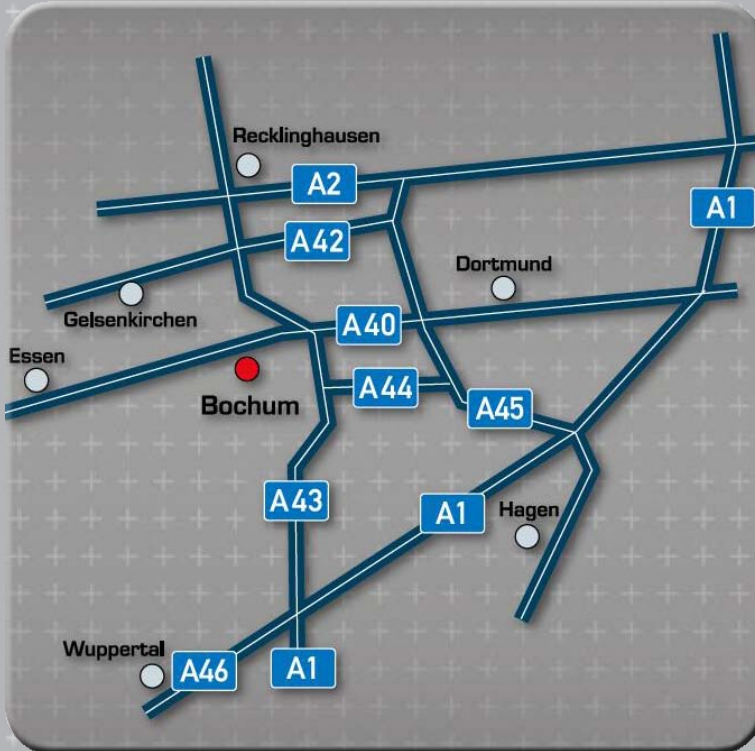 Recklinghausen
A2
A1
A42
Dortmund
Gelsenkirchen
A40
Essen
A44
Bochum
A45
A43
A1
Hagen
Wuppertal
A46
A1